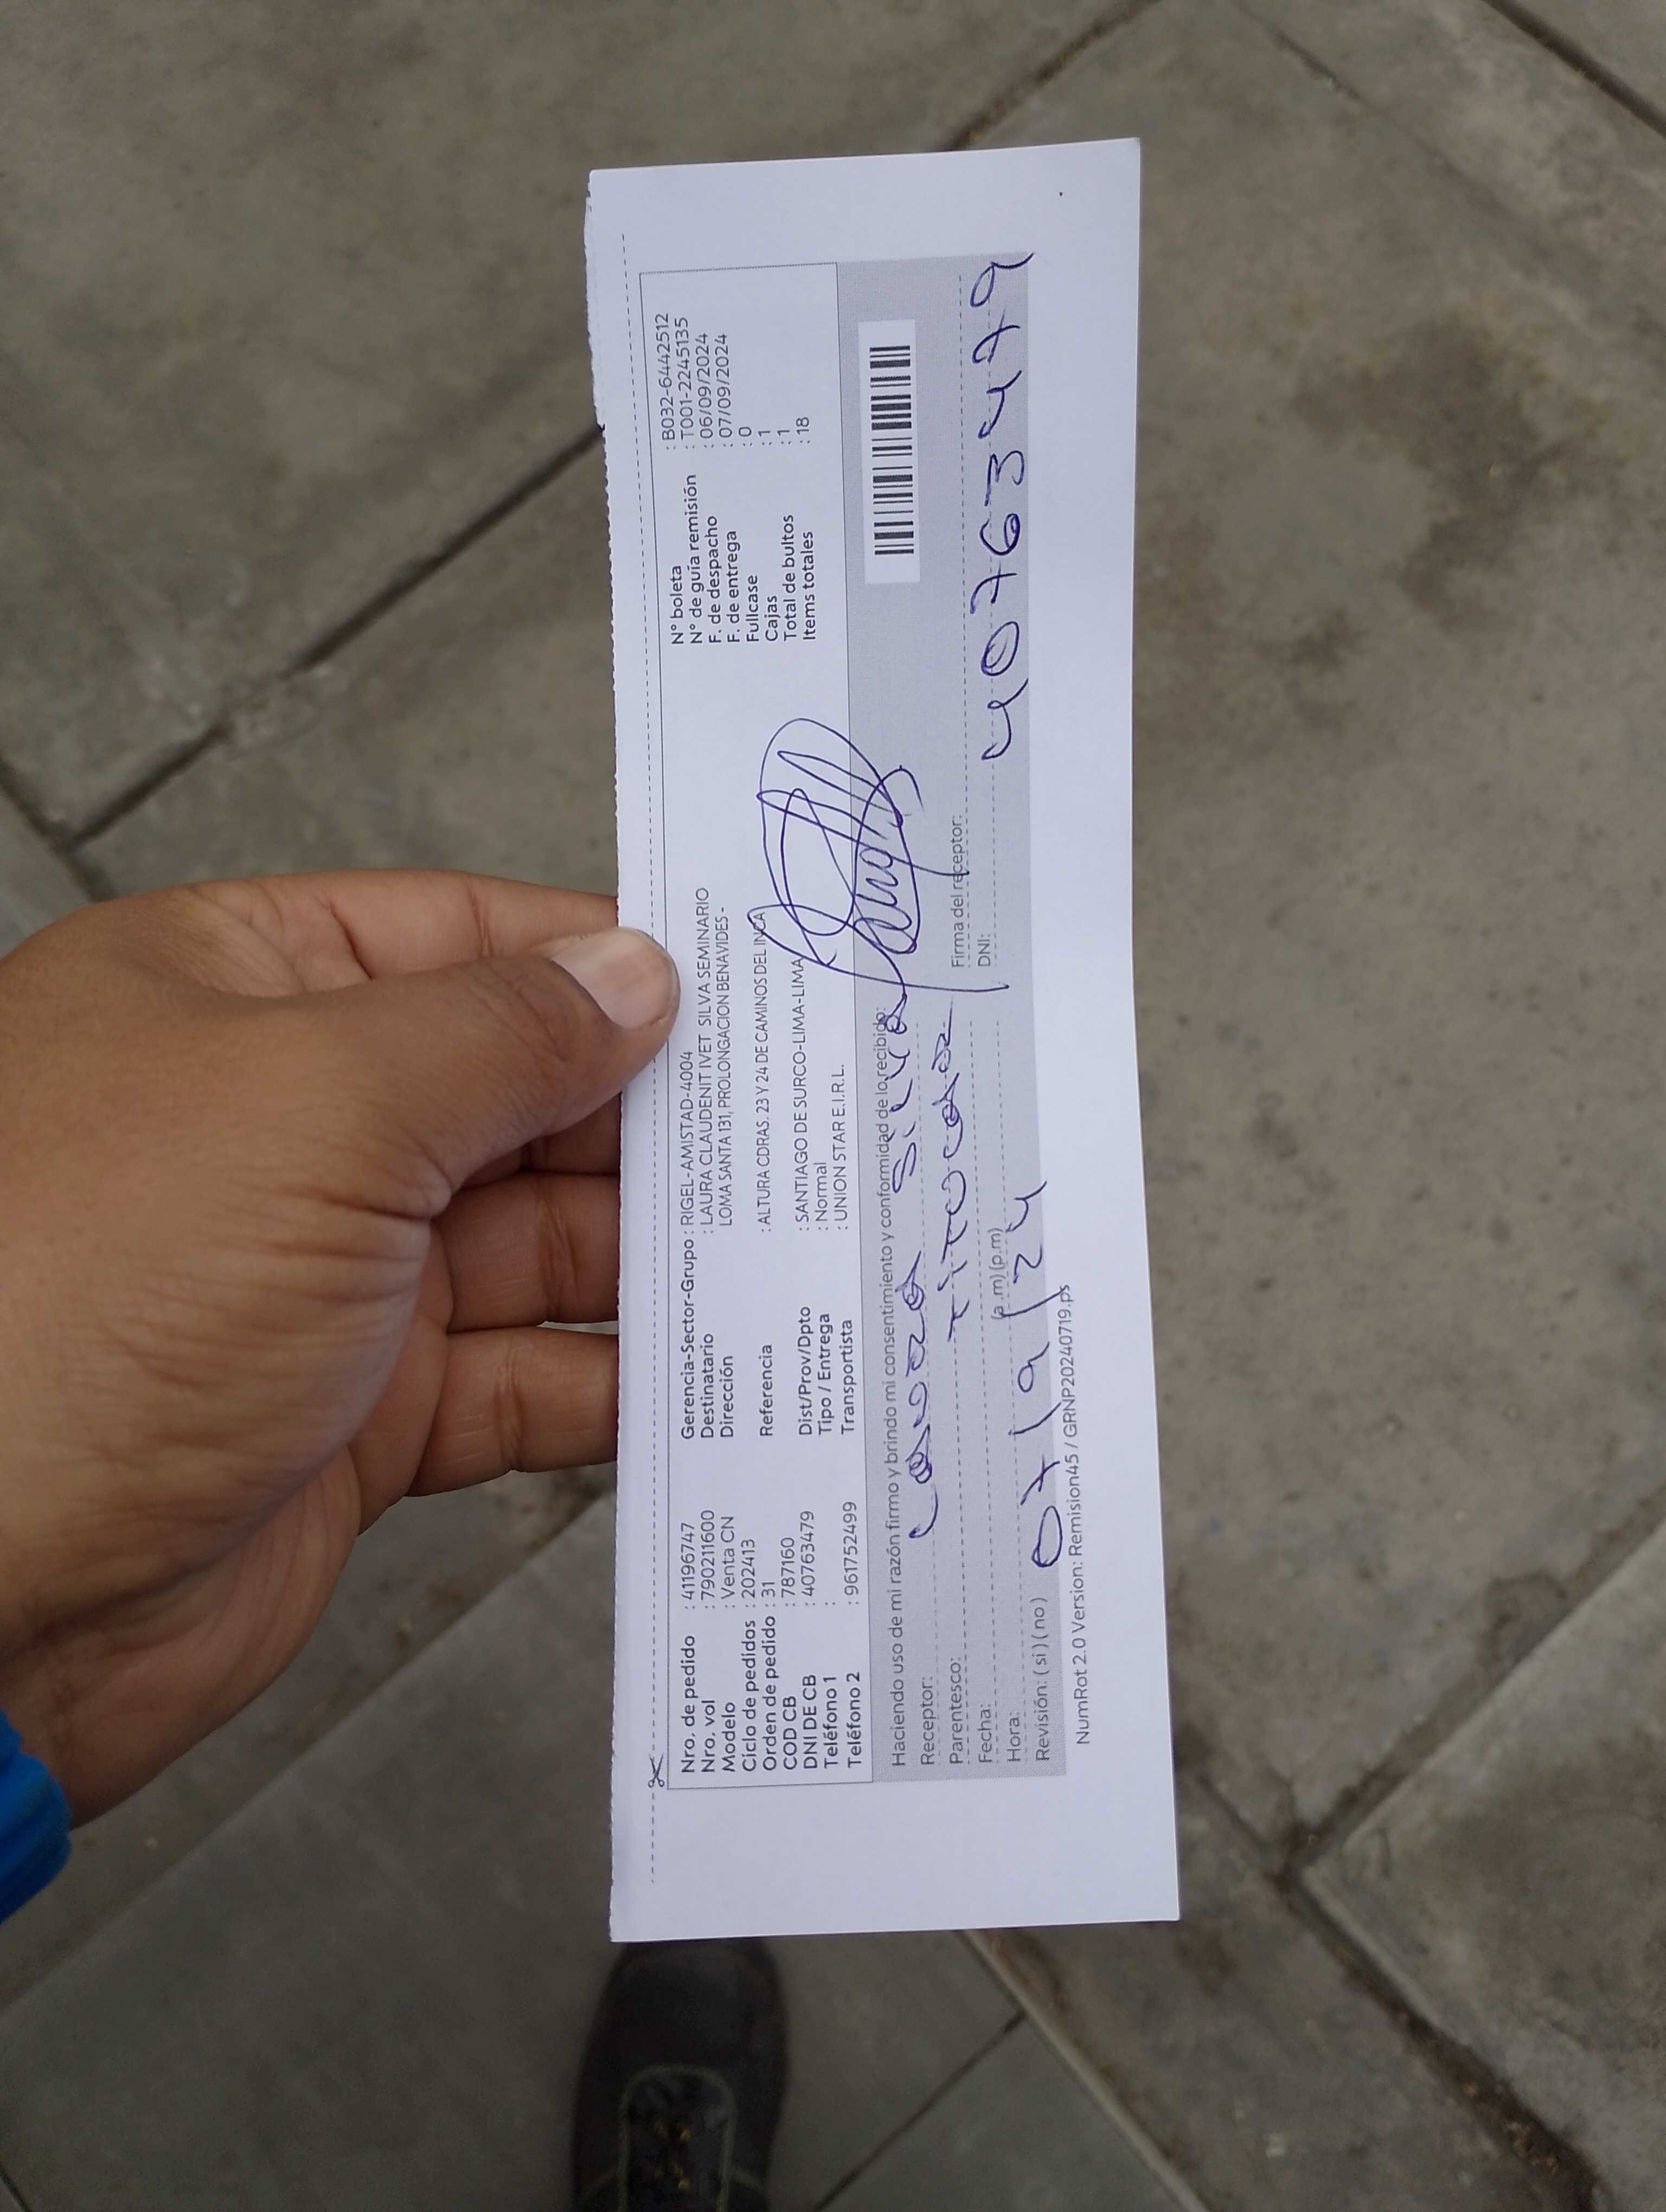 Nro. de pedido : 41196747
Nro. vol : 790211600
Modelo : Venta CN
Ciclo de pedidos : 202413
Orden de pedido : 31
COD CB : 787160
DNI DE CB : 40763479
Teléfono 1 :
Teléfono 2 : 961752499
Gerencia-Sector-Grupo : RIGEL-AMISTAD-4004
Destinatario : LAURA CLAUDENIT IVET SILVA SEMINARIO
Dirección LOMA SANTA 131, PROLONGACION BENAVIDES -
Referencia : ALTURA CDRAS. 23 Y 24 DE CAMINOS DEL INCA
Dist/Prov/Dpto : SANTIAGO DE SURCO-LIMA-LIMA
Tipo / Entrega : Normal
Transportista : UNION STAR E.I.R.L.
N° boleta : B032-6442512
N° de guía remisión : T001-2245135
F. de despacho : 06/09/2024
F. de entrega : 07/09/2024
Fullcase : 0
Cajas : 1
Total de bultos : 1
Items totales : 18
Haciendo uso de mi razón firmo y brindo mi consentimiento y conformidad de lo recibido:
Receptor: Laura Silva
Parentesco: Titular
Firma del receptor:
Fecha:
DNI: 40763479
Hora: (a.m) (p.m)
Revisión: (si) (no) 07/9/24
NumRot 2.0 Version: Remision45 / GRNP20240719.ps